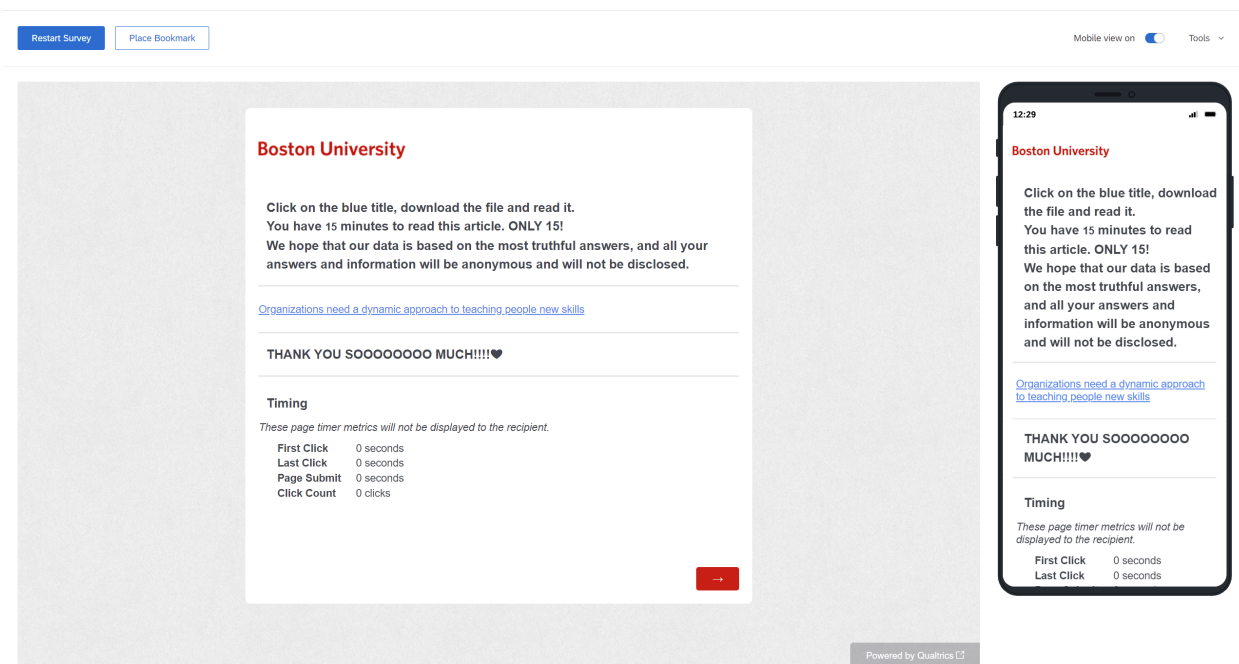 Restart Survey
Place Bookmark
Mobile view on
Tools
Boston University
Click on the blue title, download the file and read it.
You have 15 minutes to read this article. ONLY 15!
We hope that our data is based on the most truthful answers, and all your
answers and information will be anonymous and will not be disclosed.
Organizations need a dynamic approach to teaching people new skills
THANK YOU SOOOOOOOO MUCH!!!!♥
Timing
These page timer metrics will not be displayed to the recipient.
First Click 0 seconds
Last Click 0 seconds
Page Submit 0 seconds
Click Count 0 clicks
→
Powered by Qualtrics
12:29
Boston University
Click on the blue title, download
the file and read it.
You have 15 minutes to read
this article. ONLY 15!
We hope that our data is based
on the most truthful answers,
and all your answers and
information will be anonymous
and will not be disclosed.
Organizations need a dynamic approach
to teaching people new skills
THANK YOU SOOOOOOOO
MUCH!!!!♥
Timing
These page timer metrics will not be
displayed to the recipient.
First Click 0 seconds
Last Click 0 seconds